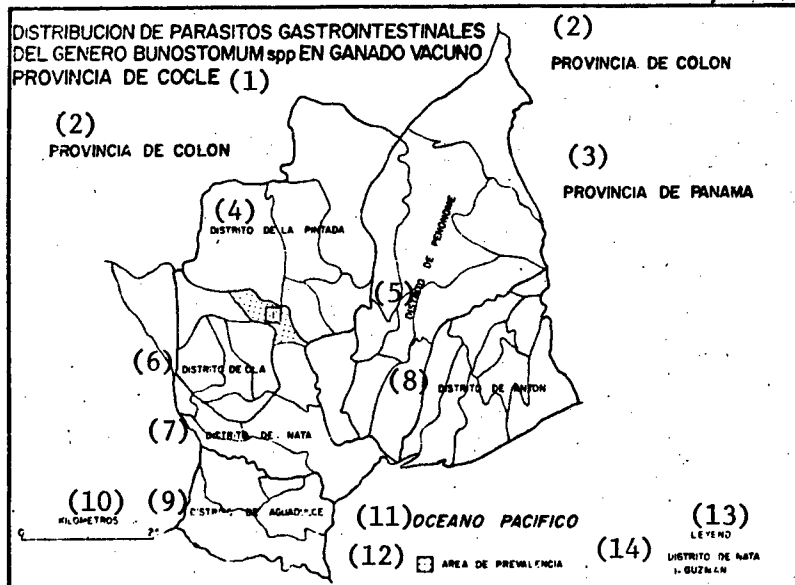 DISTRIBUCION DE PARASITOS GASTROINTESTINALES
DEL GENERO BUNOSTOMUM spp EN GANADO VACUNO
PROVINCIA DE COCLE (1)
(2)
PROVINCIA DE COLON
(2)
PROVINCIA DE COLON
(3)
PROVINCIA DE PANAMA
(4)
DISTRITO DE LA PINTADA
(5)
DISTRITO DE PENONOME
(6) DISTRITO DE OLA
(7) DISTRITO DE NATA
(8) DISTRITO DE ANTON
(9) DISTRITO DE AGUADULCE
(10)
KILOMETROS
(11) OCEANO PACIFICO
(12) AREA DE PREVALENCIA
(13)
LEYEND
(14) DISTRITO DE NATA
1- GUZMAN